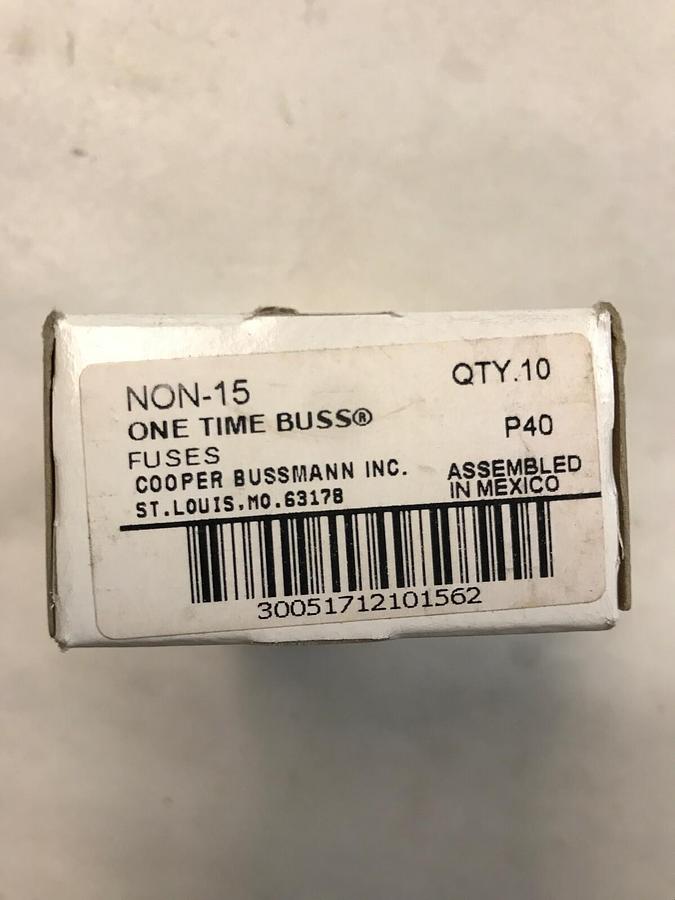 NON-15
QTY.10
ONE TIME BUSS®
P40
FUSES
COOPER BUSSMANN INC.
ASSEMBLED
ST.LOUIS,MO.63178
IN MEXICO
30051712101562